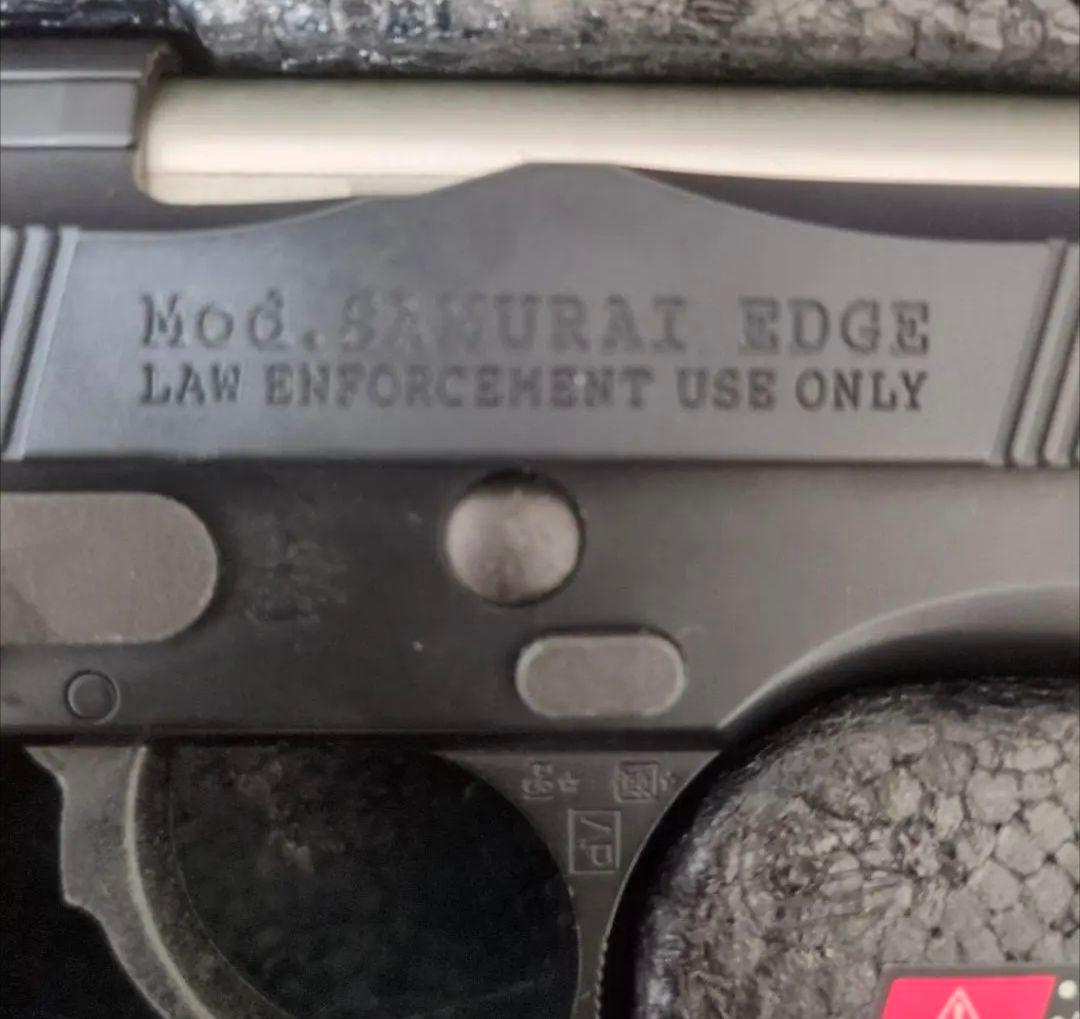 Mod.SAMURAI EDGE
LAW ENFORCEMENT USE ONLY